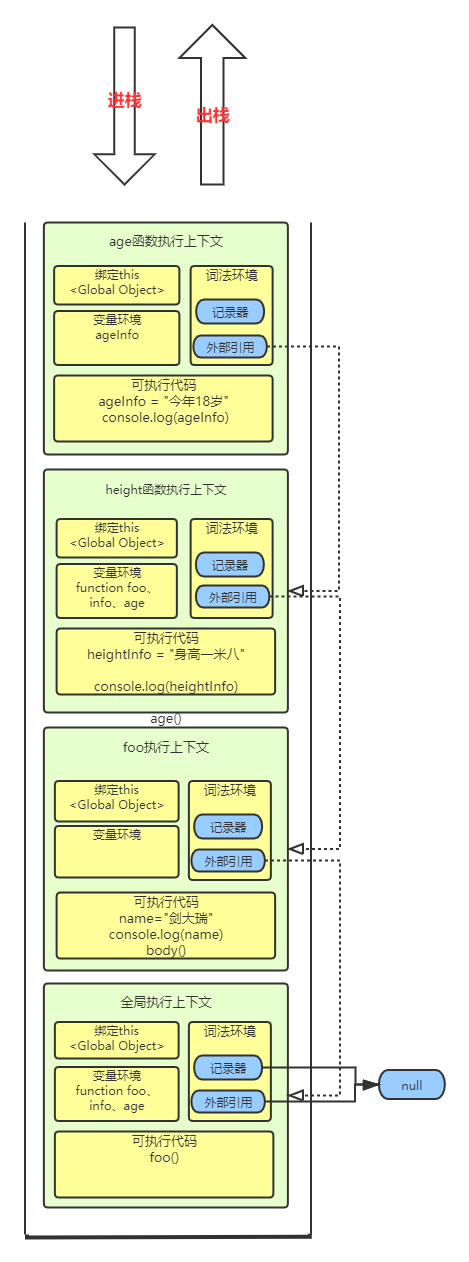 进栈
出栈
age函数执行上下文
绑定this
<Global Object>
词法环境
记录器
变量环境
ageInfo
外部引用
可执行代码
ageInfo = "今年18岁"
console.log(ageInfo)
height函数执行上下文
绑定this
<Global Object>
词法环境
记录器
变量环境
function foo、
info、age
外部引用
可执行代码
heightInfo = "身高一米八"
console.log(heightInfo)
age()
foo执行上下文
绑定this
<Global Object>
词法环境
记录器
变量环境
外部引用
可执行代码
name="剑大瑞"
console.log(name)
body()
全局执行上下文
绑定this
<Global Object>
词法环境
记录器
变量环境
function foo、
info、age
外部引用
null
可执行代码
foo()